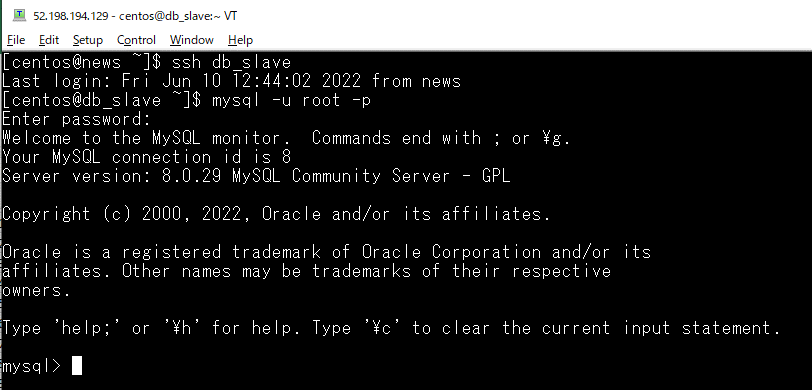 52.198.194.129 - centos@db_slave:~ VT
File Edit Setup Control Window Help
[centos@news ~]$ ssh db_slave
Last login: Fri Jun 10 12:44:02 2022 from news
[centos@db_slave ~]$ mysql -u root -p
Enter password:
Welcome to the MySQL monitor.  Commands end with ; or ¥g.
Your MySQL connection id is 8
Server version: 8.0.29 MySQL Community Server - GPL
Copyright (c) 2000, 2022, Oracle and/or its affiliates.
Oracle is a registered trademark of Oracle Corporation and/or its
affiliates. Other names may be trademarks of their respective
owners.
Type 'help;' or '¥h' for help. Type '¥c' to clear the current input statement.
mysql>